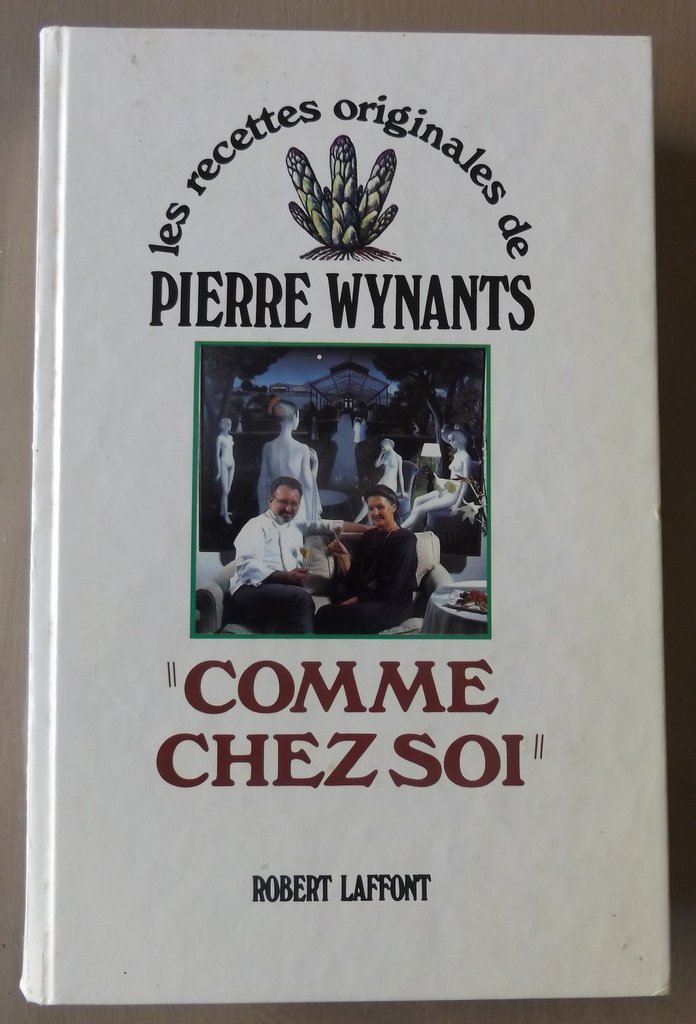 les recettes originales de
PIERRE WYNANTS
"COMME
CHEZ SOI"
ROBERT LAFFONT